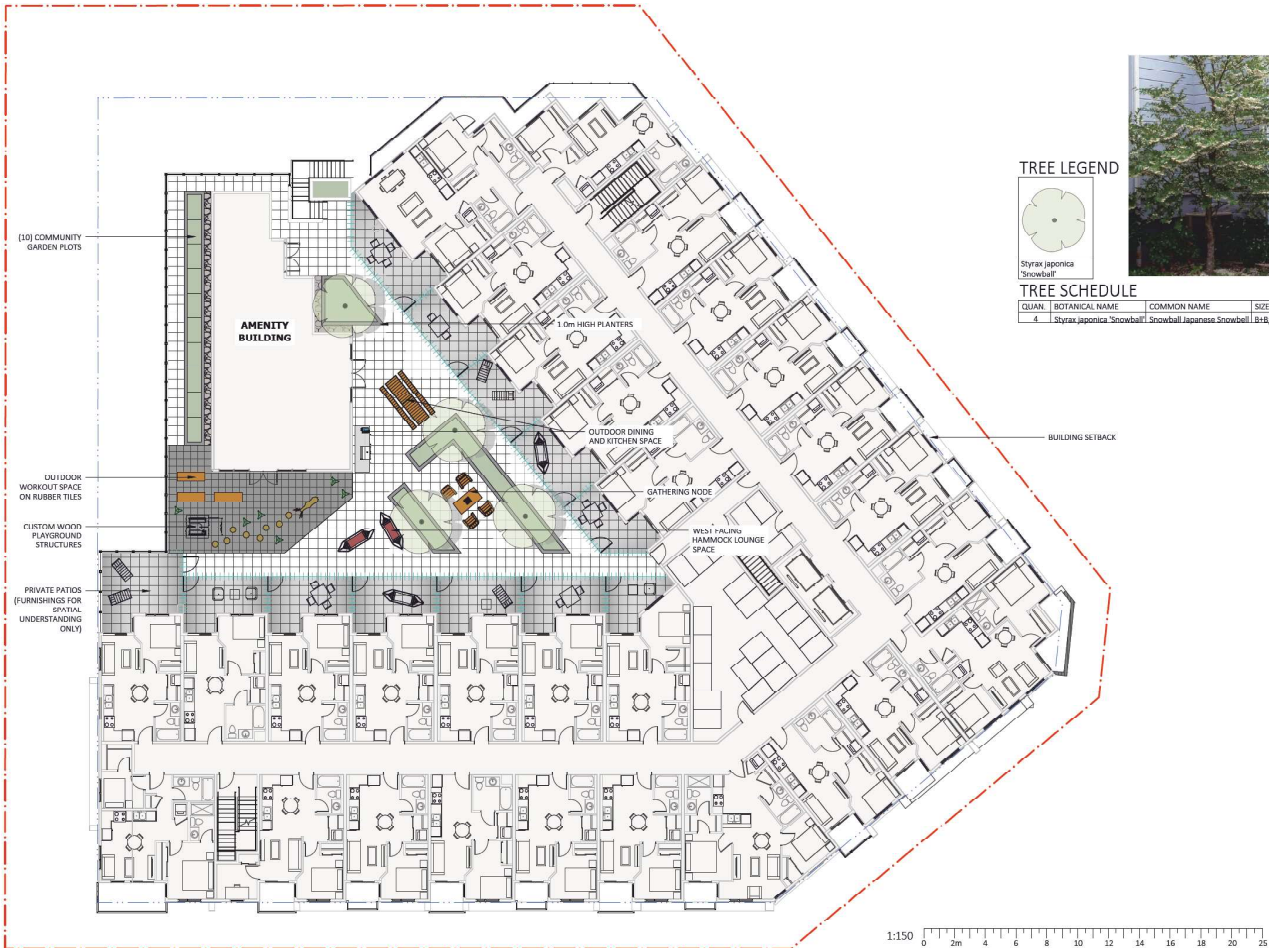 TREE LEGEND
Styrax japonica
'Snowball'
TREE SCHEDULE
QUAN. BOTANICAL NAME COMMON NAME SIZE
4 Styrax japonica 'Snowball' Snowball Japanese Snowbell B+B
(10) COMMUNITY
GARDEN PLOTS
AMENITY
BUILDING
1.0m HIGH PLANTERS
OUTDOOR DINING
AND KITCHEN SPACE
BUILDING SETBACK
OUTDOOR
WORKOUT SPACE
ON RUBBER TILES
GATHERING NODE
CUSTOM WOOD
PLAYGROUND
STRUCTURES
WEST FACING
HAMMOCK LOUNGE
SPACE
PRIVATE PATIOS
(FURNISHINGS FOR
SPATIAL
UNDERSTANDING
ONLY)
1:150 0 2m 4 6 8 10 12 14 16 18 20 25